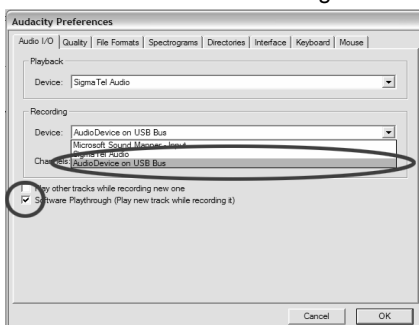 Audacity Preferences
Audio I/O Quality File Formats Spectrograms Directories Interface Keyboard Mouse
Playback
Device: SigmaTel Audio
Recording
Device: AudioDevice on USB Bus
Microsoft Sound Mapper - Input
SigmaTel Audio
Channels: AudioDevice on USB Bus
Play other tracks while recording new one
Software Playthrough (Play new track while recording it)
Cancel OK